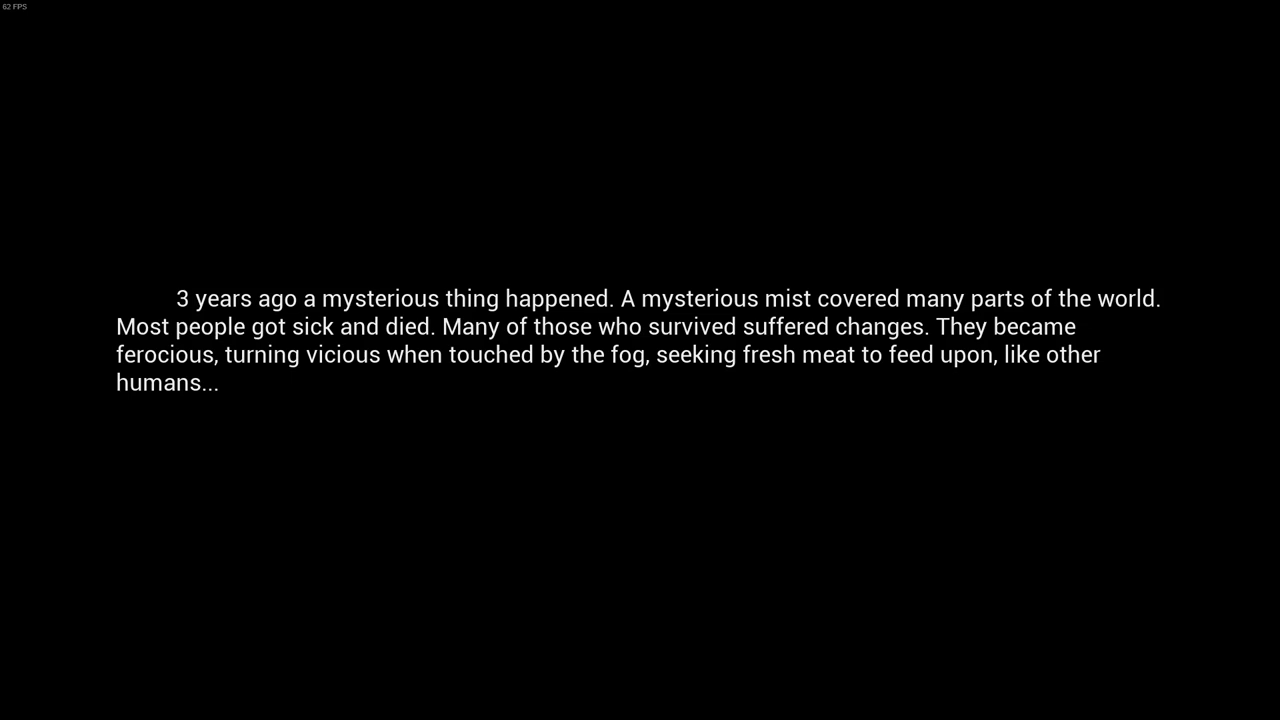 62 FPS
3 years ago a mysterious thing happened. A mysterious mist covered many parts of the world.
Most people got sick and died. Many of those who survived suffered changes. They became
ferocious, turning vicious when touched by the fog, seeking fresh meat to feed upon, like other
humans...